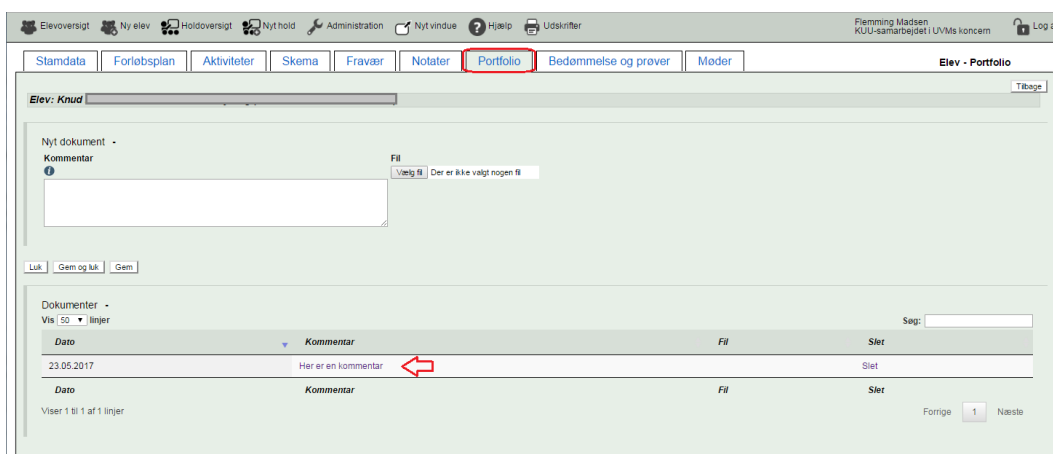 Elevoversigt Ny elev Holdoversigt Nyt hold Administration Nyt vindue Hjælp Udskrifter Flemming Madsen
KUU-samarbejdet i UVMs koncern Log a
Stamdata Forløbsplan Aktiviteter Skema Fravær Notater Portfolio Bedømmelse og prøver Møder Elev - Portfolio
Tilbage
Elev: Knud
Nyt dokument -
Kommentar Fil
Vælg fil Der er ikke valgt nogen fil
Luk Gem og luk Gem
Dokumenter -
Vis 50 linjer Søg:
Dato Kommentar Fil Slet
23.05.2017 Her er en kommentar Slet
Dato Kommentar Fil Slet
Viser 1 til 1 af 1 linjer Forrige 1 Næste